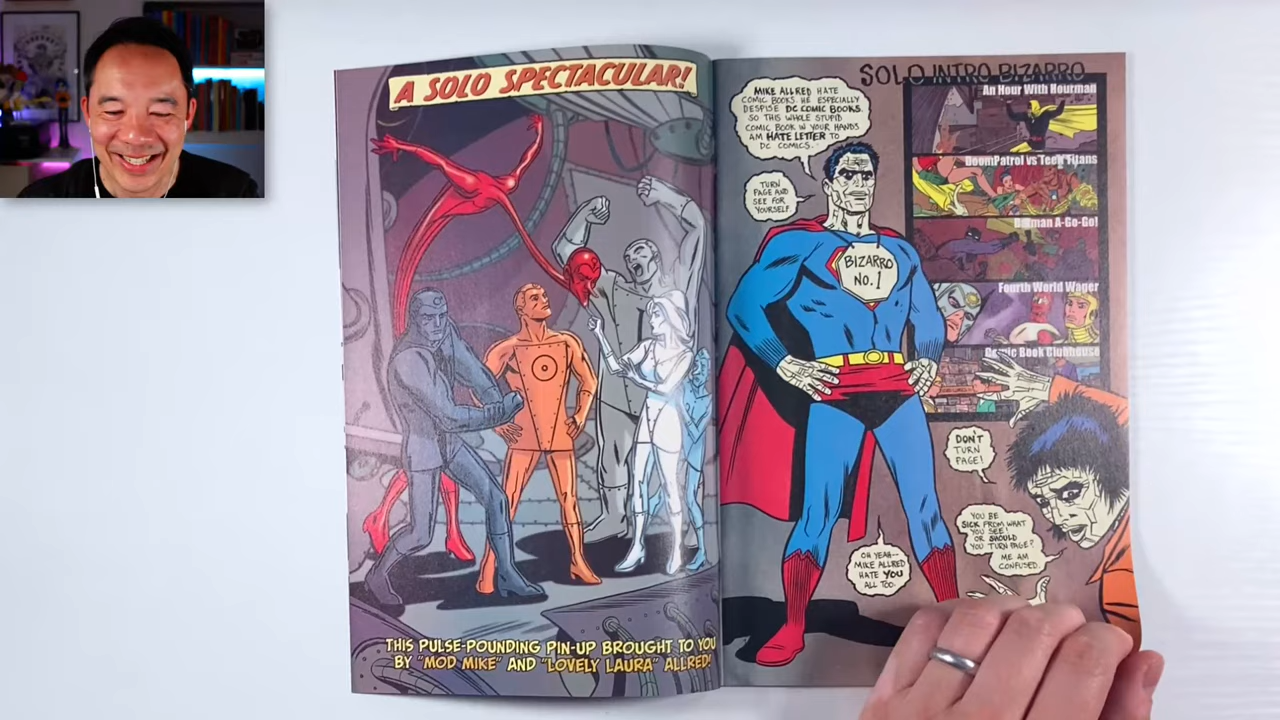 A SOLO SPECTACULAR!
THIS PULSE-POUNDING PIN-UP BROUGHT TO YOU
BY "MOD MIKE" AND "LOVELY LAURA" ALLRED!
SOLO INTRO BIZARRO
MIKE ALLRED HATE
COMIC BOOKS. HE ESPECIALLY
DESPISE DC COMIC BOOKS.
SO THIS WHOLE STUPID
COMIC BOOK IN YOUR HANDS
AM HATE LETTER TO
DC COMICS.
TURN
PAGE AND
SEE FOR
YOURSELF.
BIZARRO
NO. 1
An Hour With Hourman
DoomPatrol vs Teen Titans
Batman A-Go-Go!
Fourth World Wager
Comic Book Clubhouse
DON'T
TURN
PAGE!
YOU BE
SICK FROM WHAT
YOU SEE!
OR SHOULD
YOU TURN PAGE?
ME AM
CONFUSED.
OH YEAH--
MIKE ALLRED
HATE YOU
ALL TOO.